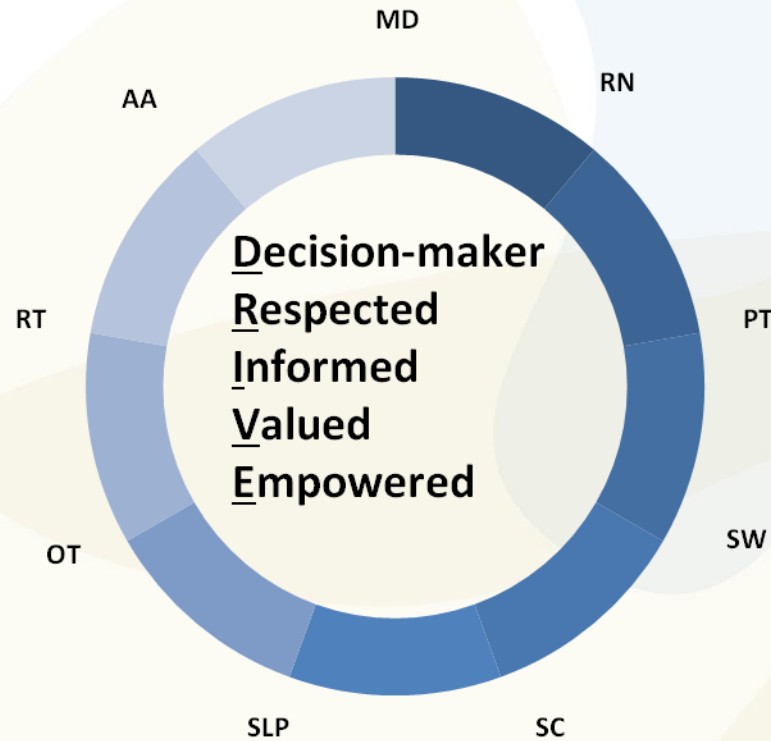 MD
RN
AA
Decision-maker
Respected
Informed
Valued
Empowered
RT
PT
OT
SW
SLP
SC